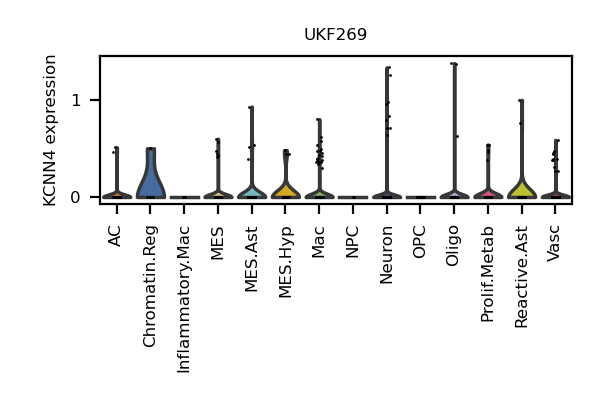 UKF269
KCNN4 expression
1
0
AC
Chromatin.Reg
Inflammatory.Mac
MES
MES.Ast
MES.Hyp
Mac
NPC
Neuron
OPC
Oligo
Prolif.Metab
Reactive.Ast
Vasc